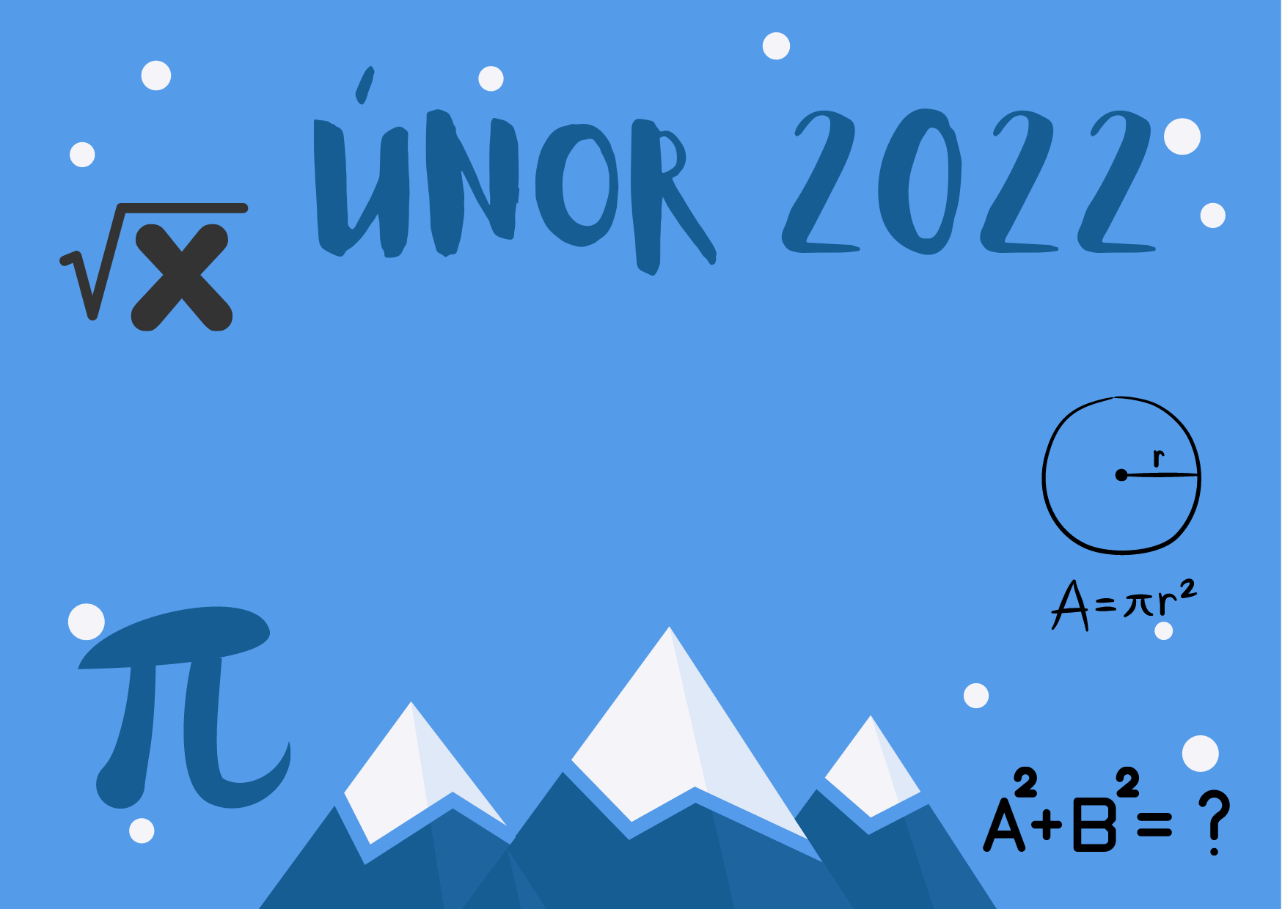 ÚNOR 2022
√x
r
A=πr²
π
A²+B²= ?